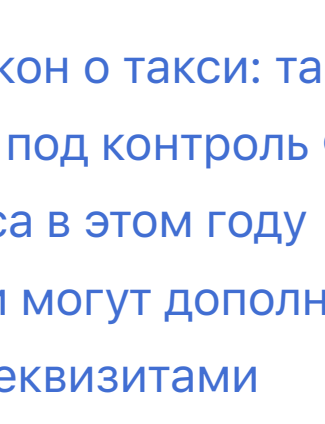 кон о такси: та
под контроль
са в этом году
и могут дополн
еквизитами